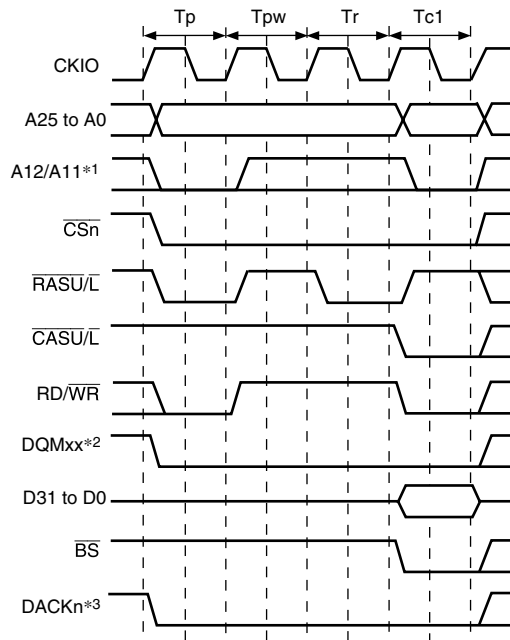 Tp Tpw Tr Tc1
CKIO
A25 to A0
A12/A11*1
CSn
RASU/L
CASU/L
RD/WR
DQMxx*2
D31 to D0
BS
DACKn*3